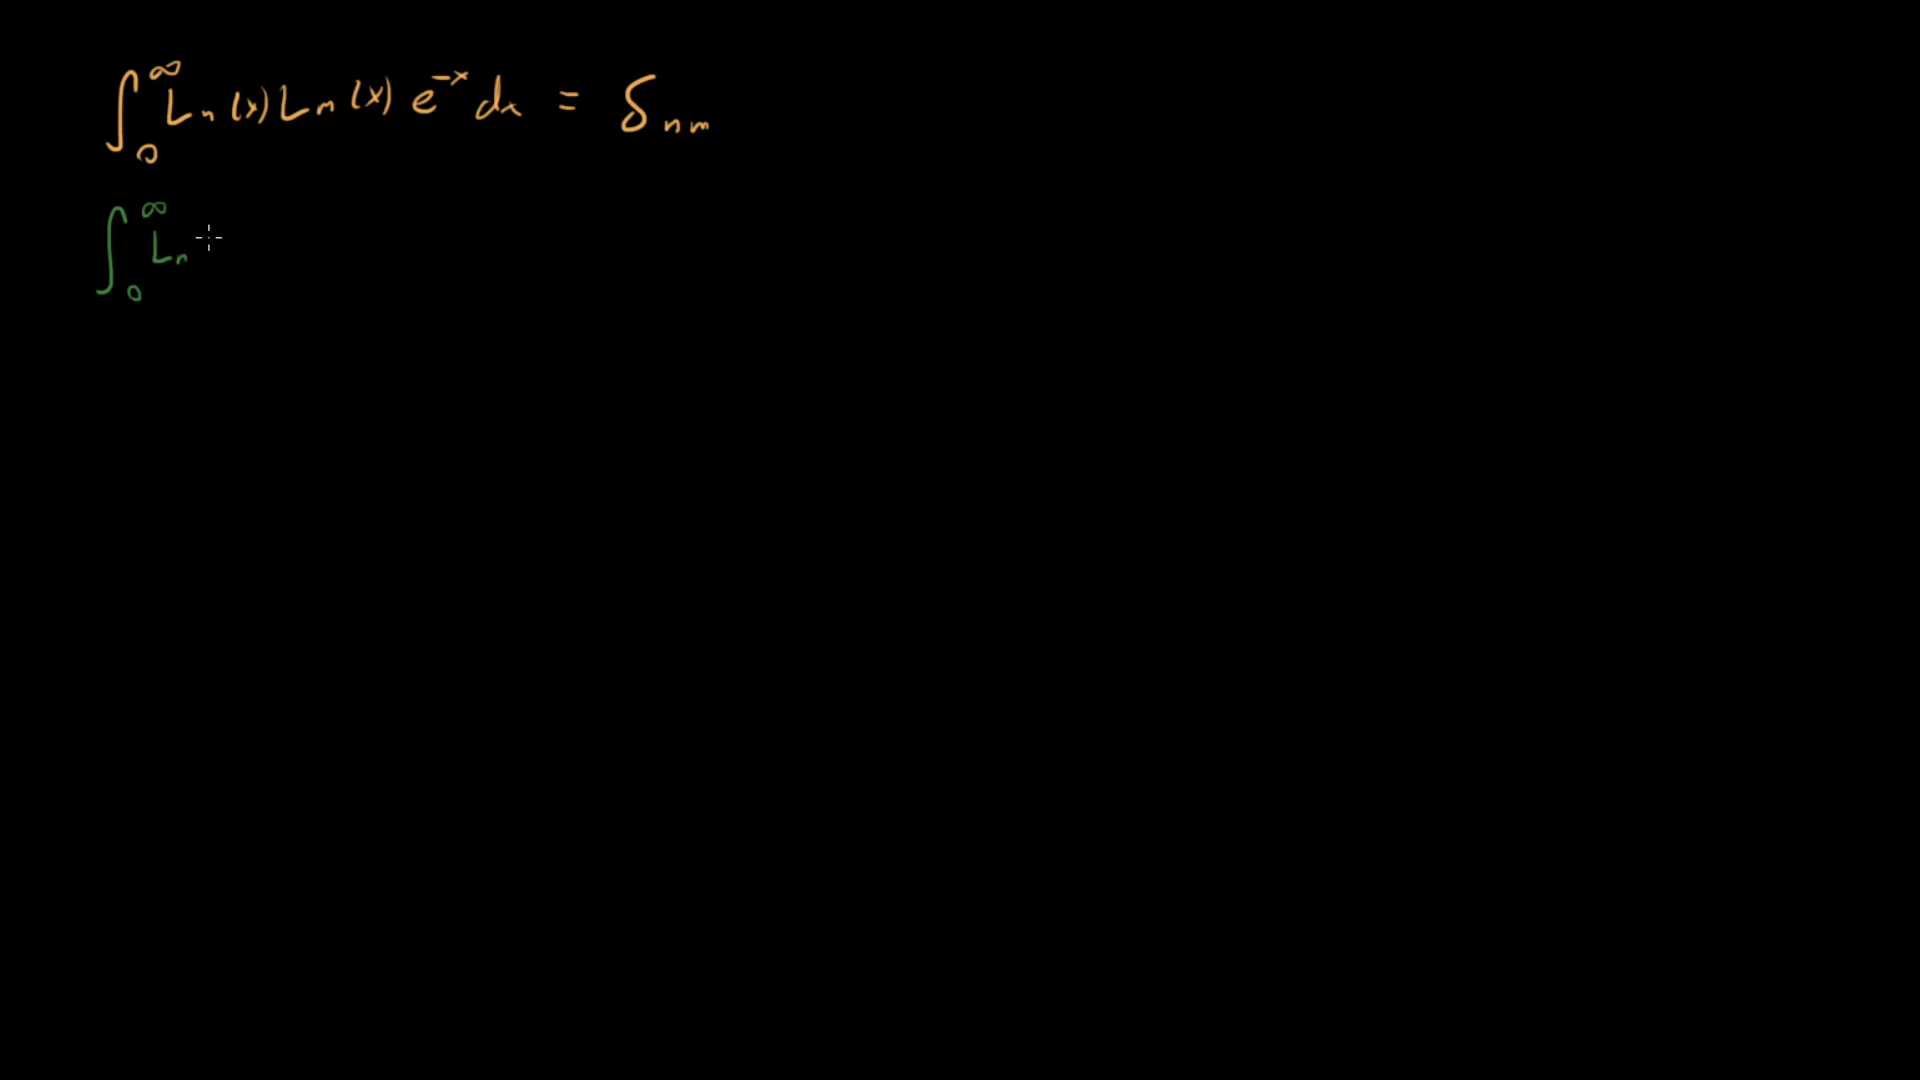 ∫₀^∞ Lₙ(x) Lₘ(x) e⁻ˣ dx = δₙₘ
∫₀^∞ Lₙ